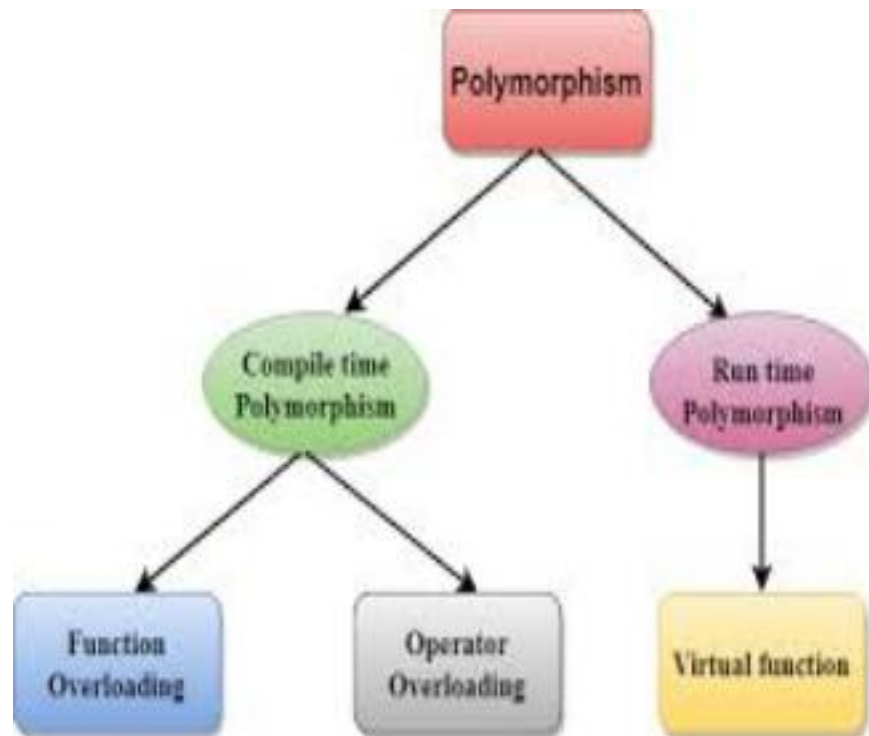 Polymorphism
Compile time
Polymorphism
Run time
Polymorphism
Function
Overloading
Operator
Overloading
Virtual function